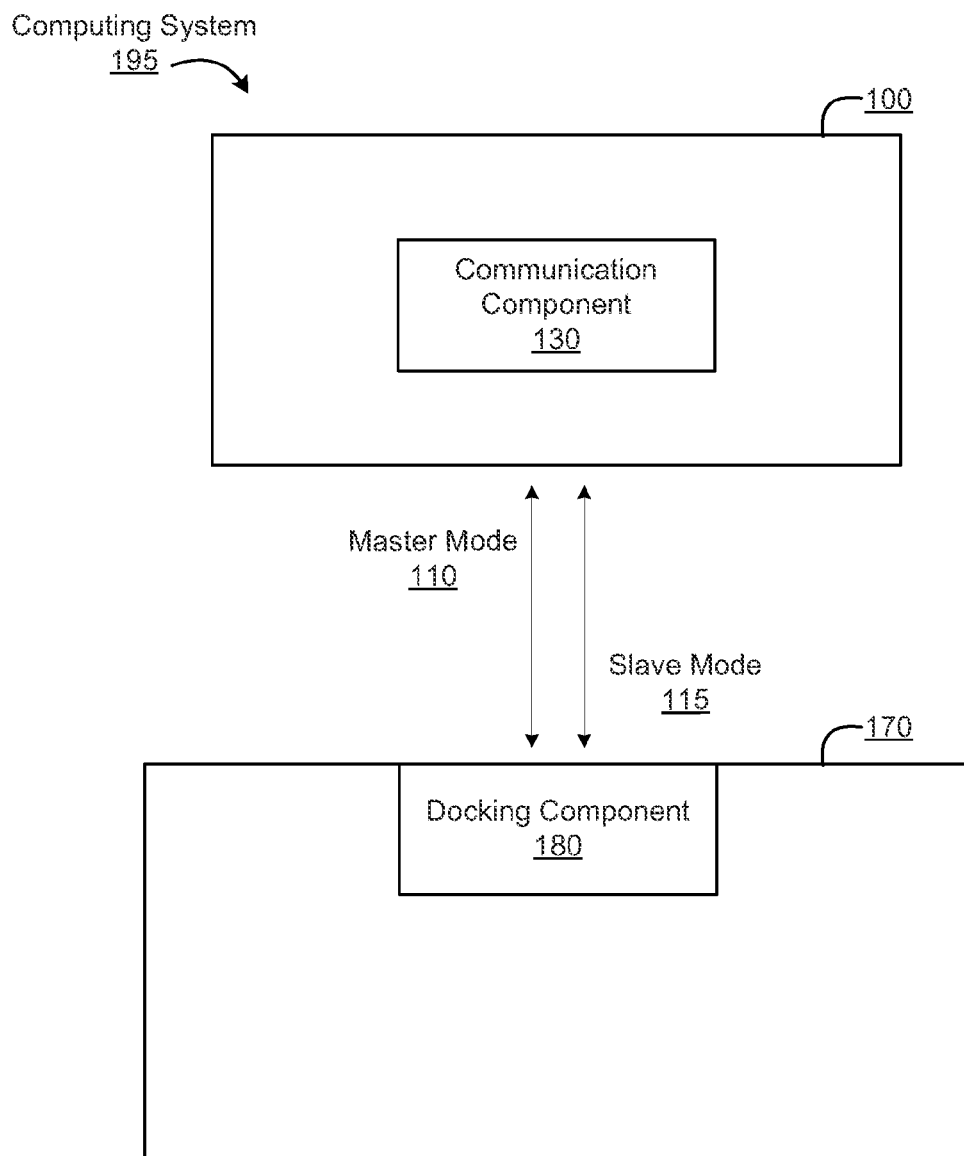 Computing System
195
100
Communication
Component
130
Master Mode
110
Slave Mode
115
170
Docking Component
180